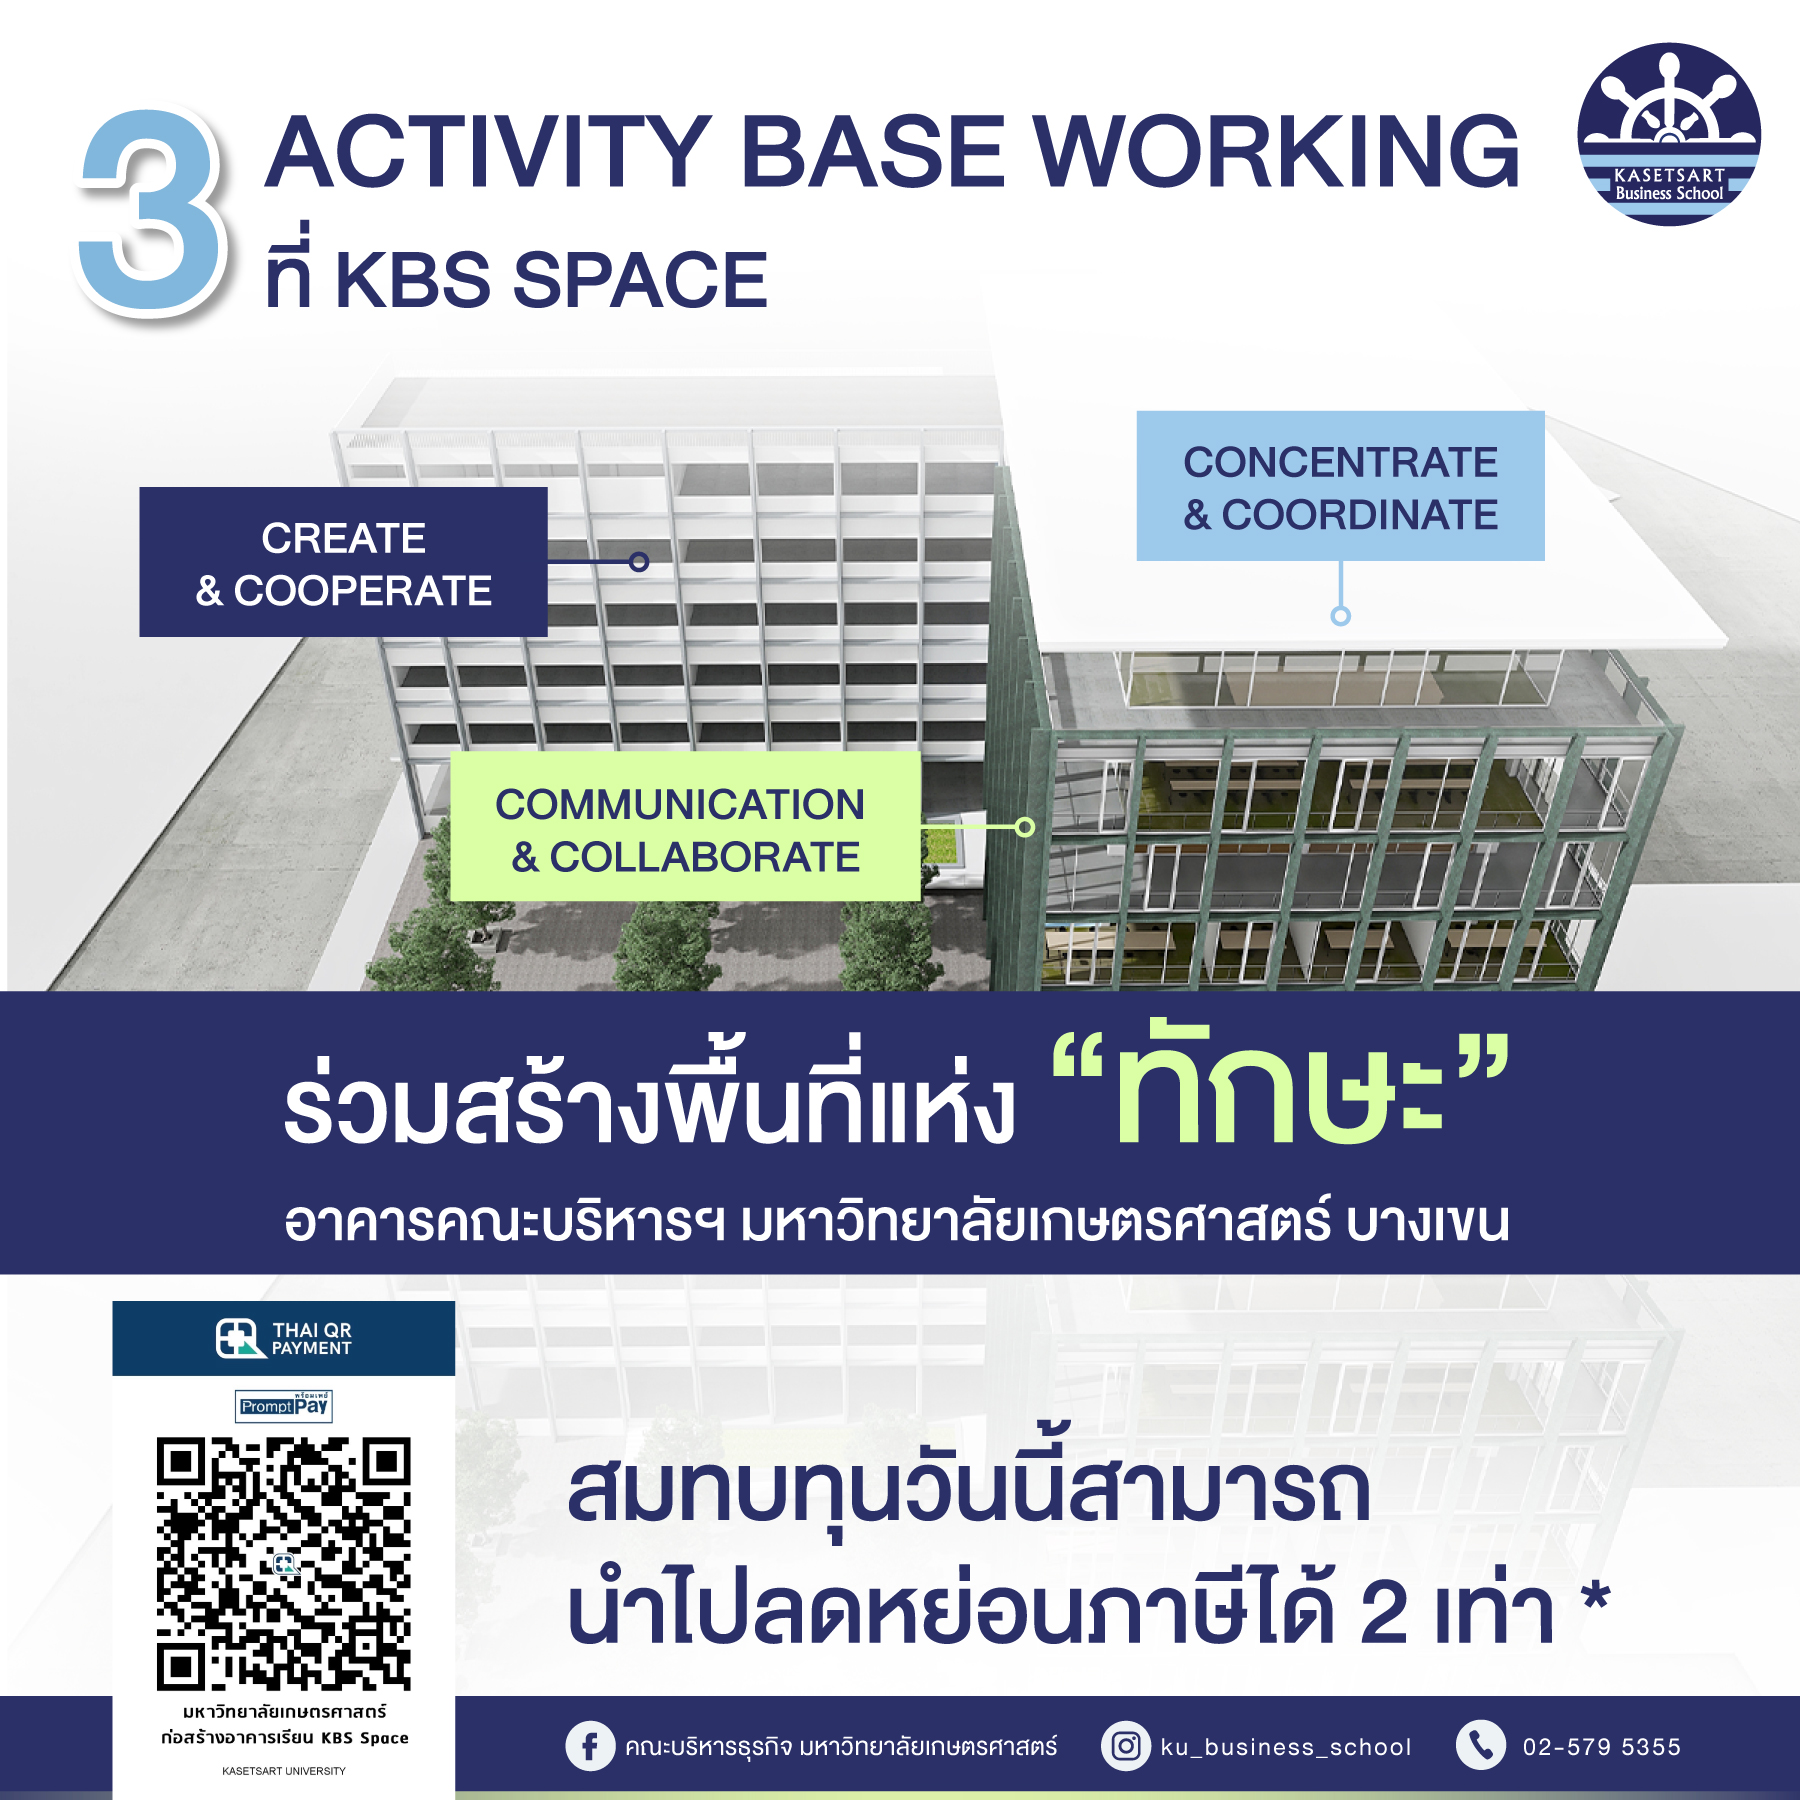 3 ACTIVITY BASE WORKING
ที่ KBS SPACE
KASETSART
Business School
CONCENTRATE
& COORDINATE
CREATE
& COOPERATE
COMMUNICATION
& COLLABORATE
ร่วมสร้างพื้นที่แห่ง “ทักษะ”
อาคารคณะบริหารฯ มหาวิทยาลัยเกษตรศาสตร์ บางเขน
THAI QR
PAYMENT
พร้อมเพย์
PromptPay
สมทบทุนวันนี้สามารถ
นำไปลดหย่อนภาษีได้ 2 เท่า *
มหาวิทยาลัยเกษตรศาสตร์
ก่อสร้างอาคารเรียน KBS Space
KASETSART UNIVERSITY
คณะบริหารธุรกิจ มหาวิทยาลัยเกษตรศาสตร์
ku_business_school
02-579 5355